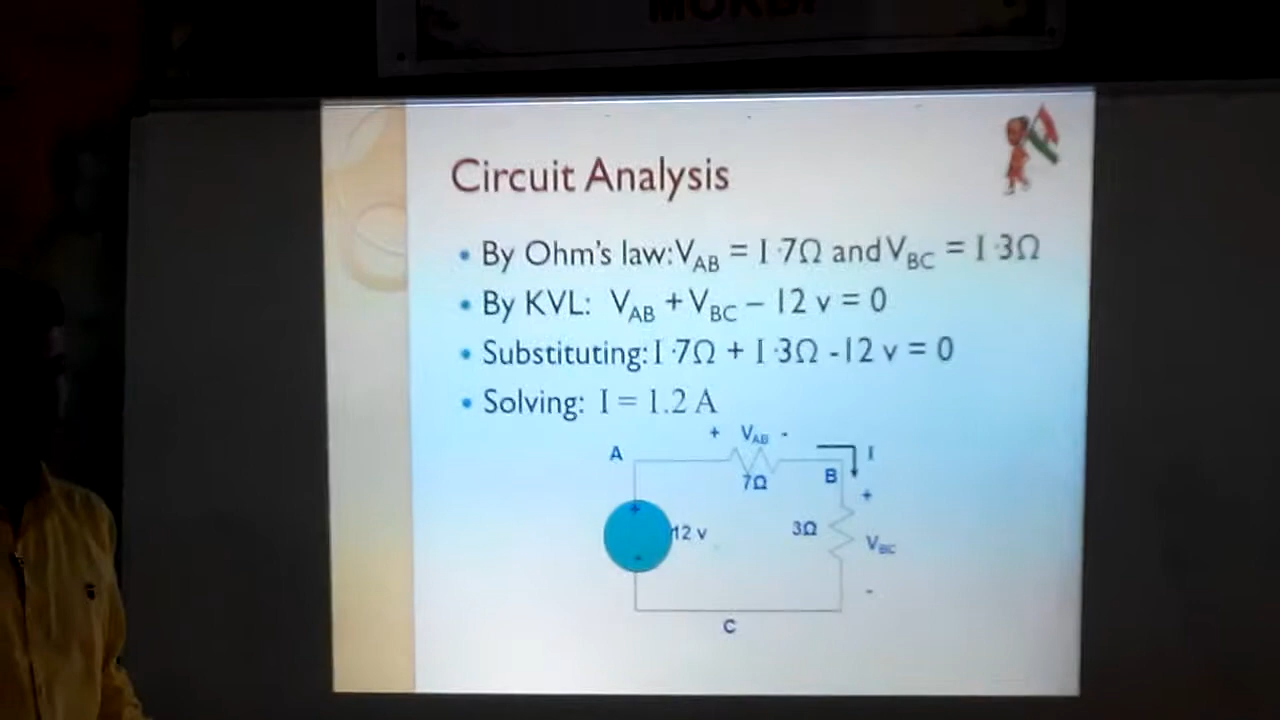 Circuit Analysis
• By Ohm's law: VAB = I ·7Ω and VBC = I ·3Ω
• By KVL: VAB + VBC – 12 v = 0
• Substituting: I ·7Ω + I ·3Ω -12 v = 0
• Solving: I = 1.2 A
+ VAB -
A
I
7Ω
B
+
+
12 v
3Ω
VBC
-
-
C